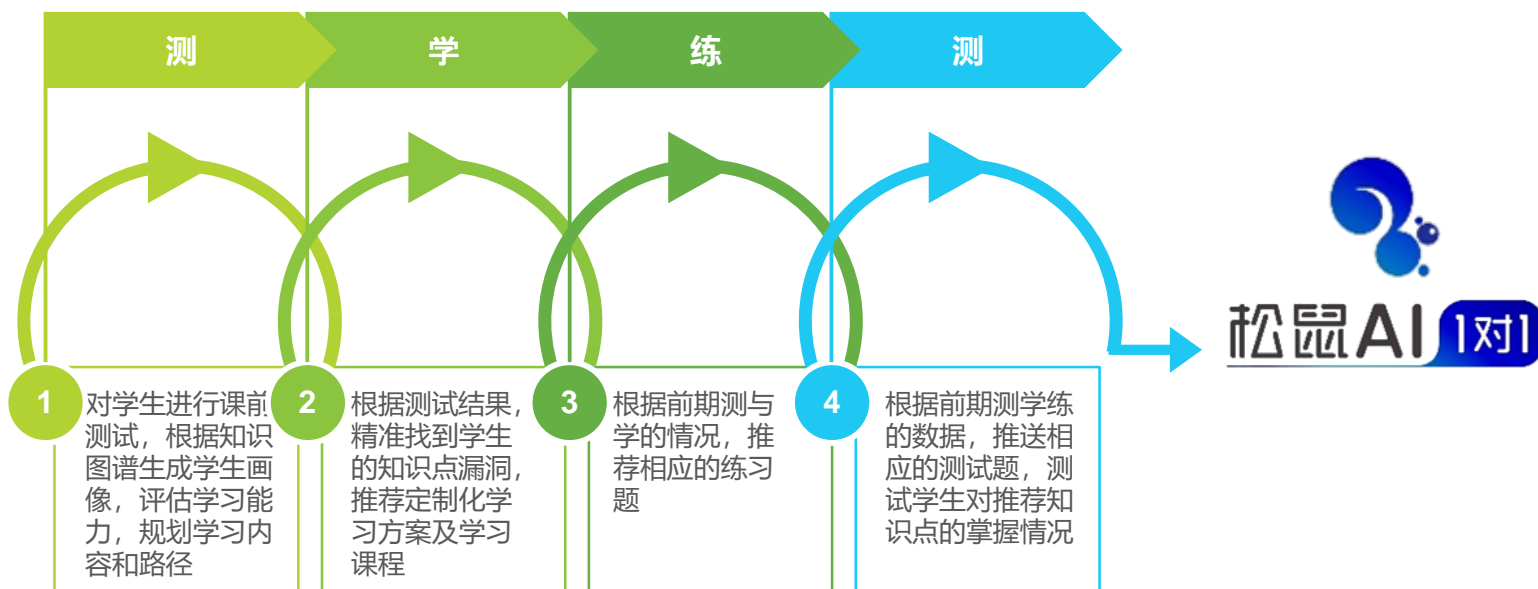 测
学
练
测
1
对学生进行课前
测试，根据知识
图谱生成学生画
像，评估学习能
力，规划学习内
容和路径
2
根据测试结果，
精准找到学生
的知识点漏洞，
推荐定制化学
习方案及学习
课程
3
根据前期测与
学的情况，推
荐相应的练习
题
4
根据前期测学练
的数据，推送相
应的测试题，测
试学生对推荐知
识点的掌握情况
松鼠AI 1对1